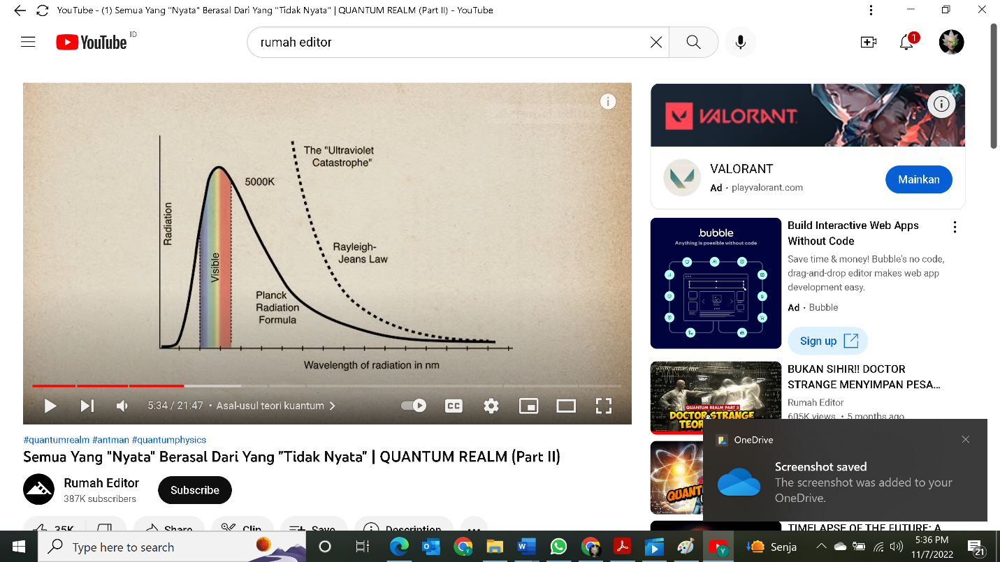 YouTube - (1) Semua Yang "Nyata" Berasal Dari Yang "Tidak Nyata" | QUANTUM REALM (Part II) - YouTube
YouTube ID
rumah editor
1
The "Ultraviolet
Catastrophe"
5000K
Radiation
Visible
Rayleigh-
Jeans Law
Planck
Radiation
Formula
Wavelength of radiation in nm
5:34 / 21:47 • Asal-usul teori kuantum
CC
#quantumrealm #antman #quantumphysics
Semua Yang "Nyata" Berasal Dari Yang "Tidak Nyata" | QUANTUM REALM (Part II)
Rumah Editor
387K subscribers
Subscribe
35K
Share
Clip
Save
Description
VALORANT
VALORANT
Ad · playvalorant.com
Mainkan
.bubble
Anything is possible without code
Build Interactive Web Apps
Without Code
Save time & money! Bubble's no code,
drag-and-drop editor makes web app
development easy.
Ad · Bubble
Sign up
QUANTUM REALM PART 3
DOCTOR STRANGE
BUKAN SIHIR!! DOCTOR
STRANGE MENYIMPAN PESA...
Rumah Editor
605K views • 5 months ago
OneDrive
Screenshot saved
The screenshot was added to your
OneDrive.
TIMELAPSE OF THE FUTURE: A
Type here to search
Senja
5:36 PM
11/7/2022
21